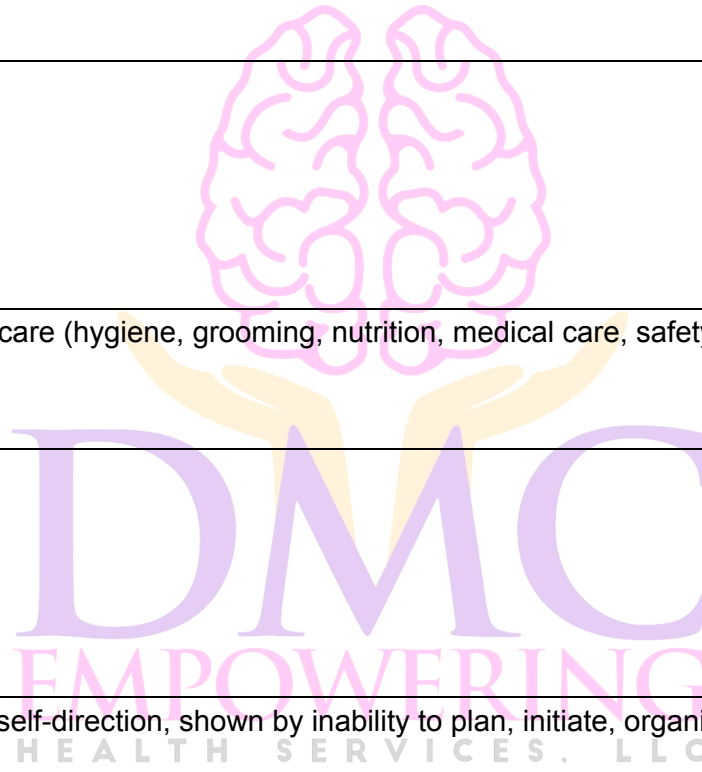 care (hygiene, grooming, nutrition, medical care, safety
DMC
EMPOWERING
self-direction, shown by inability to plan, initiate, organi
HEALTH SERVICES, LLC